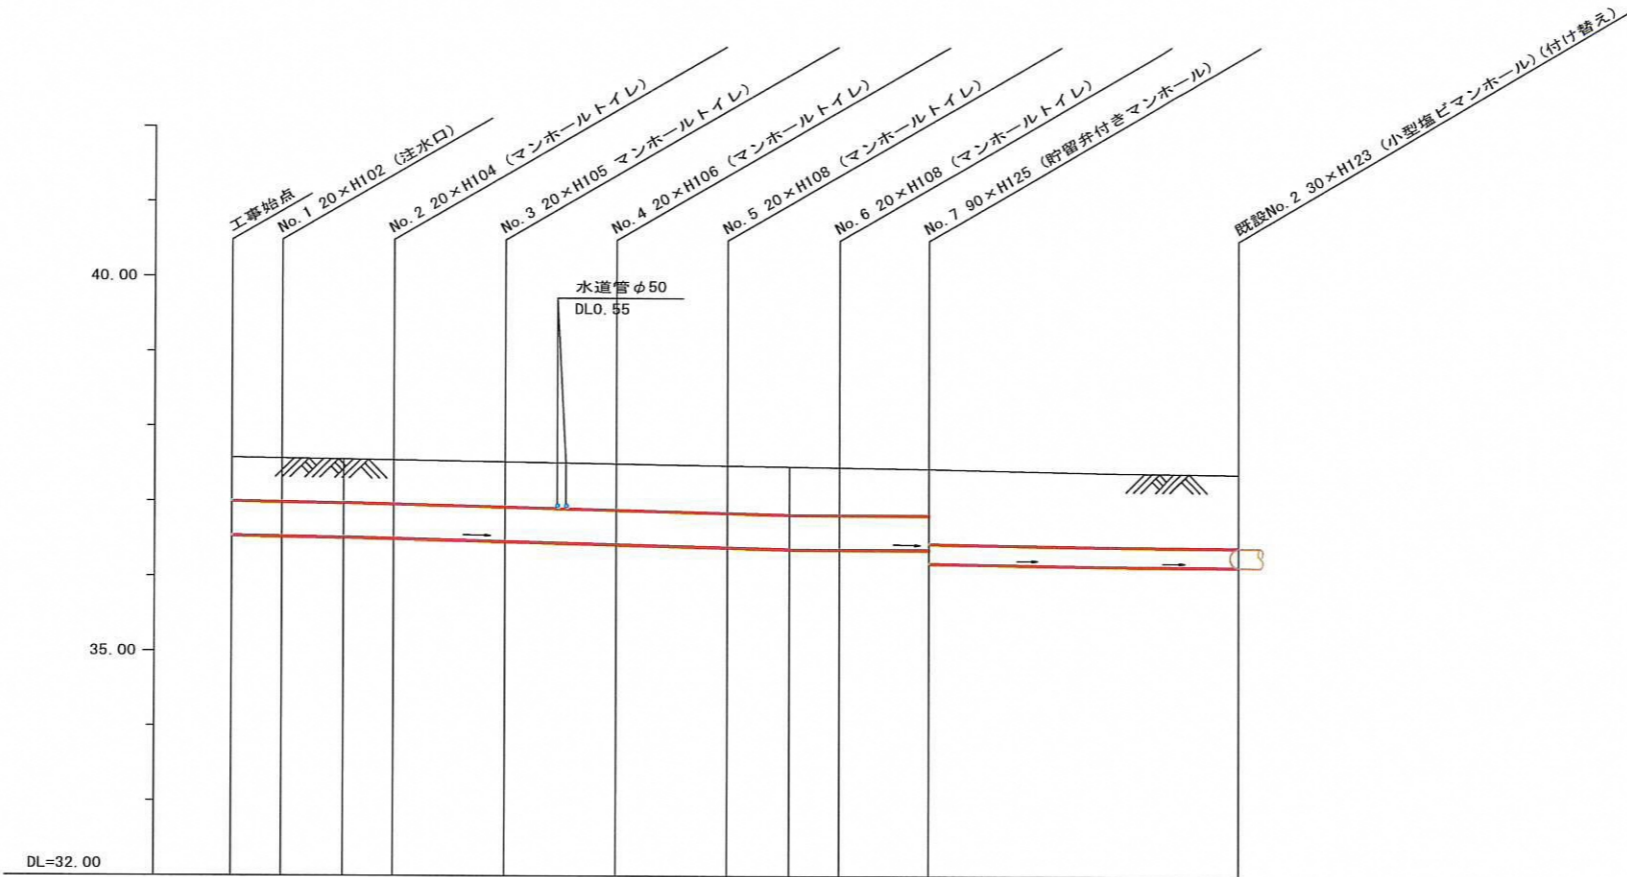 工事始点
No. 1 20×H102 (注水口)
No. 2 20×H104 (マンホールトイレ)
No. 3 20×H105 マンホールトイレ)
No. 4 20×H106 (マンホールトイレ)
No. 5 20×H108 (マンホールトイレ)
No. 6 20×H108 (マンホールトイレ)
No. 7 90×H125 (貯留弁付きマンホール)
既設No. 2 30×H123 (小型塩ビマンホール) (付け替え)
40.00
水道管φ50
DL0.55
35.00
DL=32.00